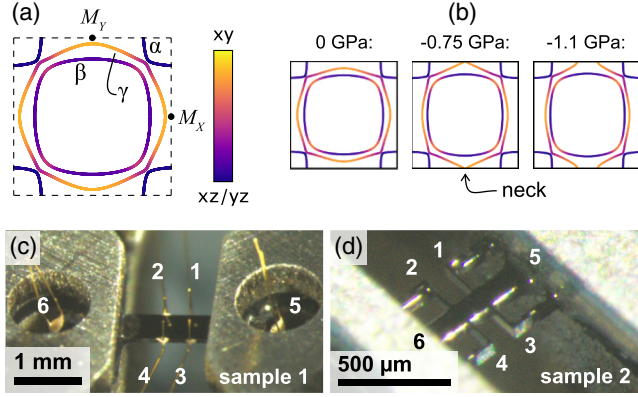 (a)
M_Y
α
β
γ
M_X
xy
xz/yz
(b)
0 GPa: -0.75 GPa: -1.1 GPa:
neck
(c)
2 1
6 5
4 3
1 mm
sample 1
(d)
1 5
2
6 3
4
500 µm
sample 2